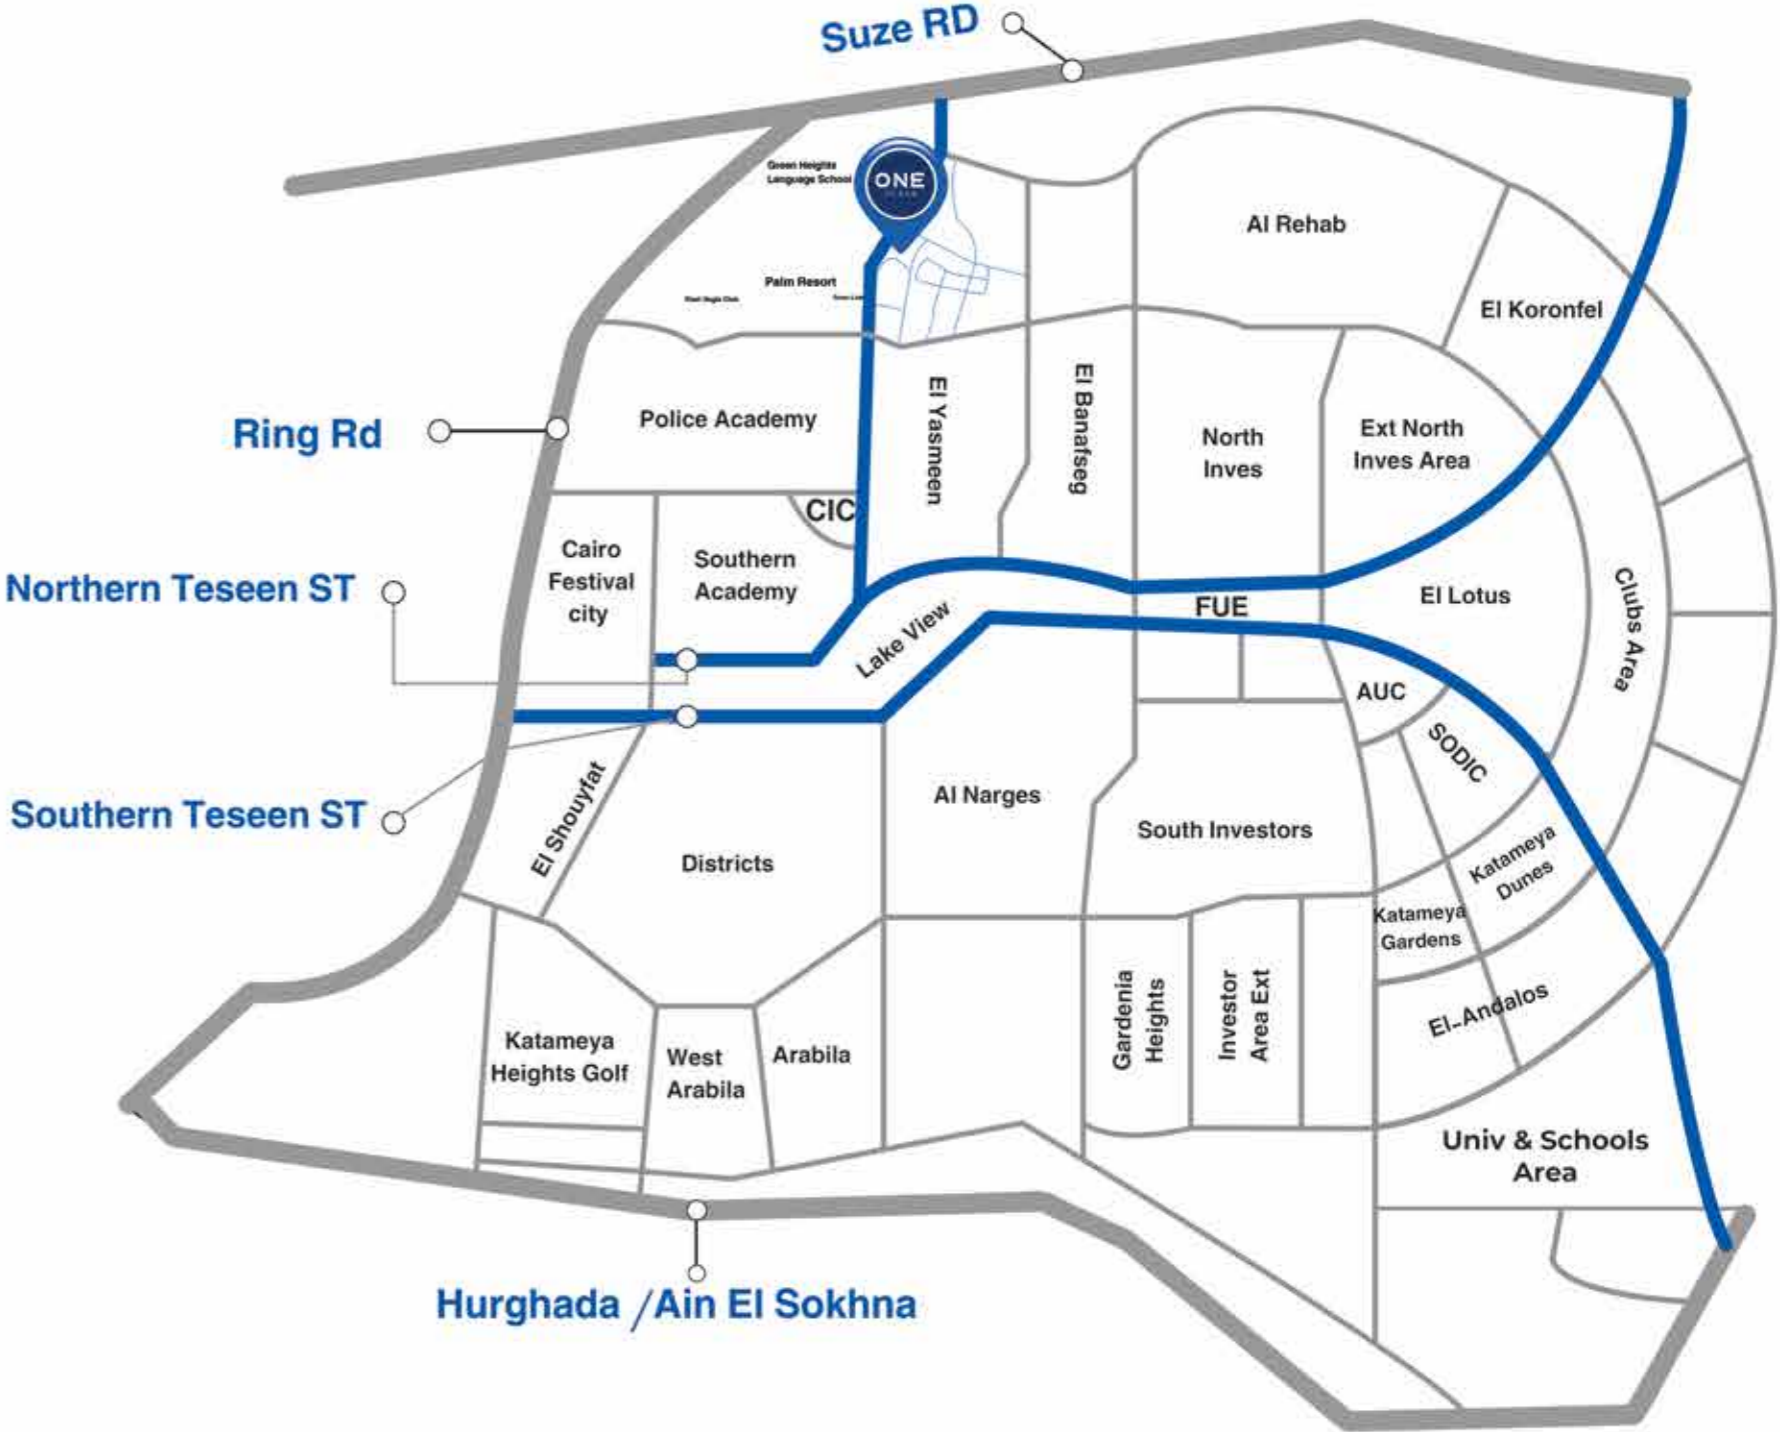 Suze RD
Green Heights
Language School
ONE
Al Rehab
Palm Resort
El Koronfel
Ring Rd
Police Academy
El Yasmeen
El Banafseg
North
Inves
Ext North
Inves Area
CIC
Cairo
Festival
city
Southern
Academy
Northern Teseen ST
Lake View
FUE
El Lotus
Clubs Area
AUC
SODIC
Southern Teseen ST
El Shouyfat
Districts
Al Narges
South Investors
Katameya
Dunes
Katameya
Gardens
Gardenia
Heights
Investor
Area Ext
El-Andalos
Katameya
Heights Golf
West
Arabila
Arabila
Univ & Schools
Area
Hurghada /Ain El Sokhna